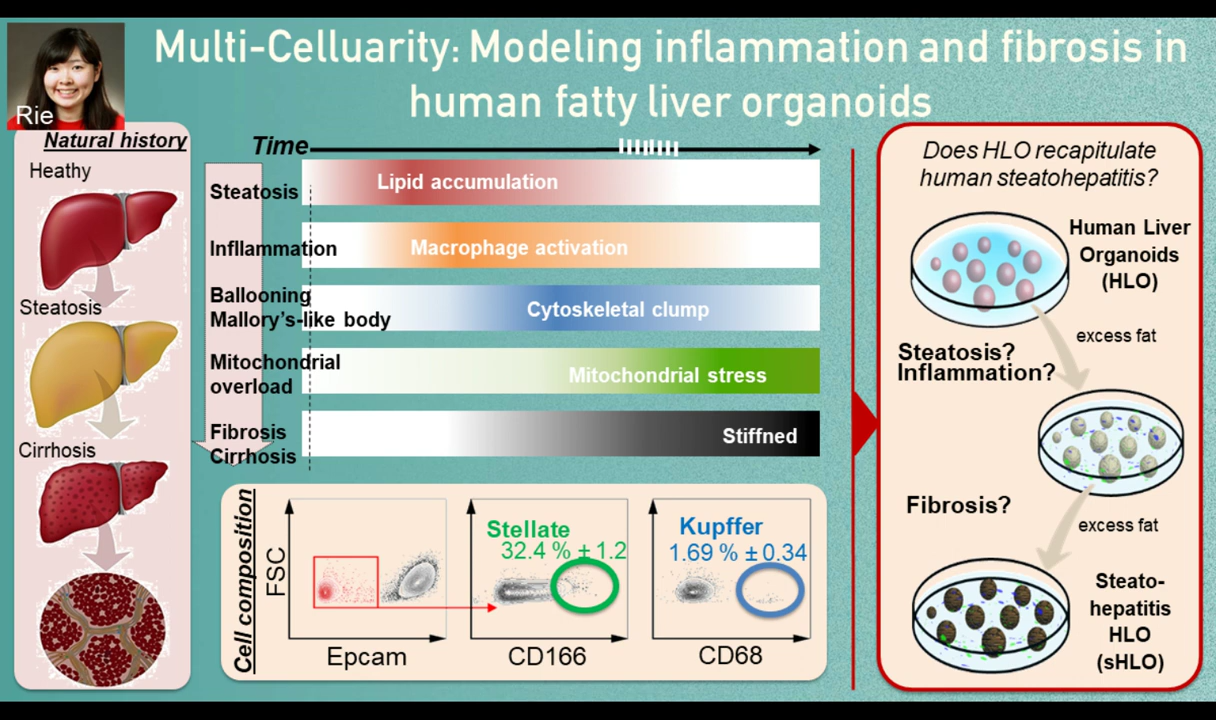 Multi-Celluarity: Modeling inflammation and fibrosis in
human fatty liver organoids
Rie
Natural history
Heathy
Steatosis
Cirrhosis
Time
Steatosis
Lipid accumulation
Infllammation
Macrophage activation
Ballooning
Mallory's-like body
Cytoskeletal clump
Mitochondrial
overload
Mitochondrial stress
Fibrosis
Cirrhosis
Stiffned
Cell composition
FSC
Epcam
Stellate
32.4 % ± 1.2
CD166
Kupffer
1.69 % ± 0.34
CD68
Does HLO recapitulate
human steatohepatitis?
Human Liver
Organoids
(HLO)
excess fat
Steatosis?
Inflammation?
Fibrosis?
excess fat
Steato-
hepatitis
HLO
(sHLO)